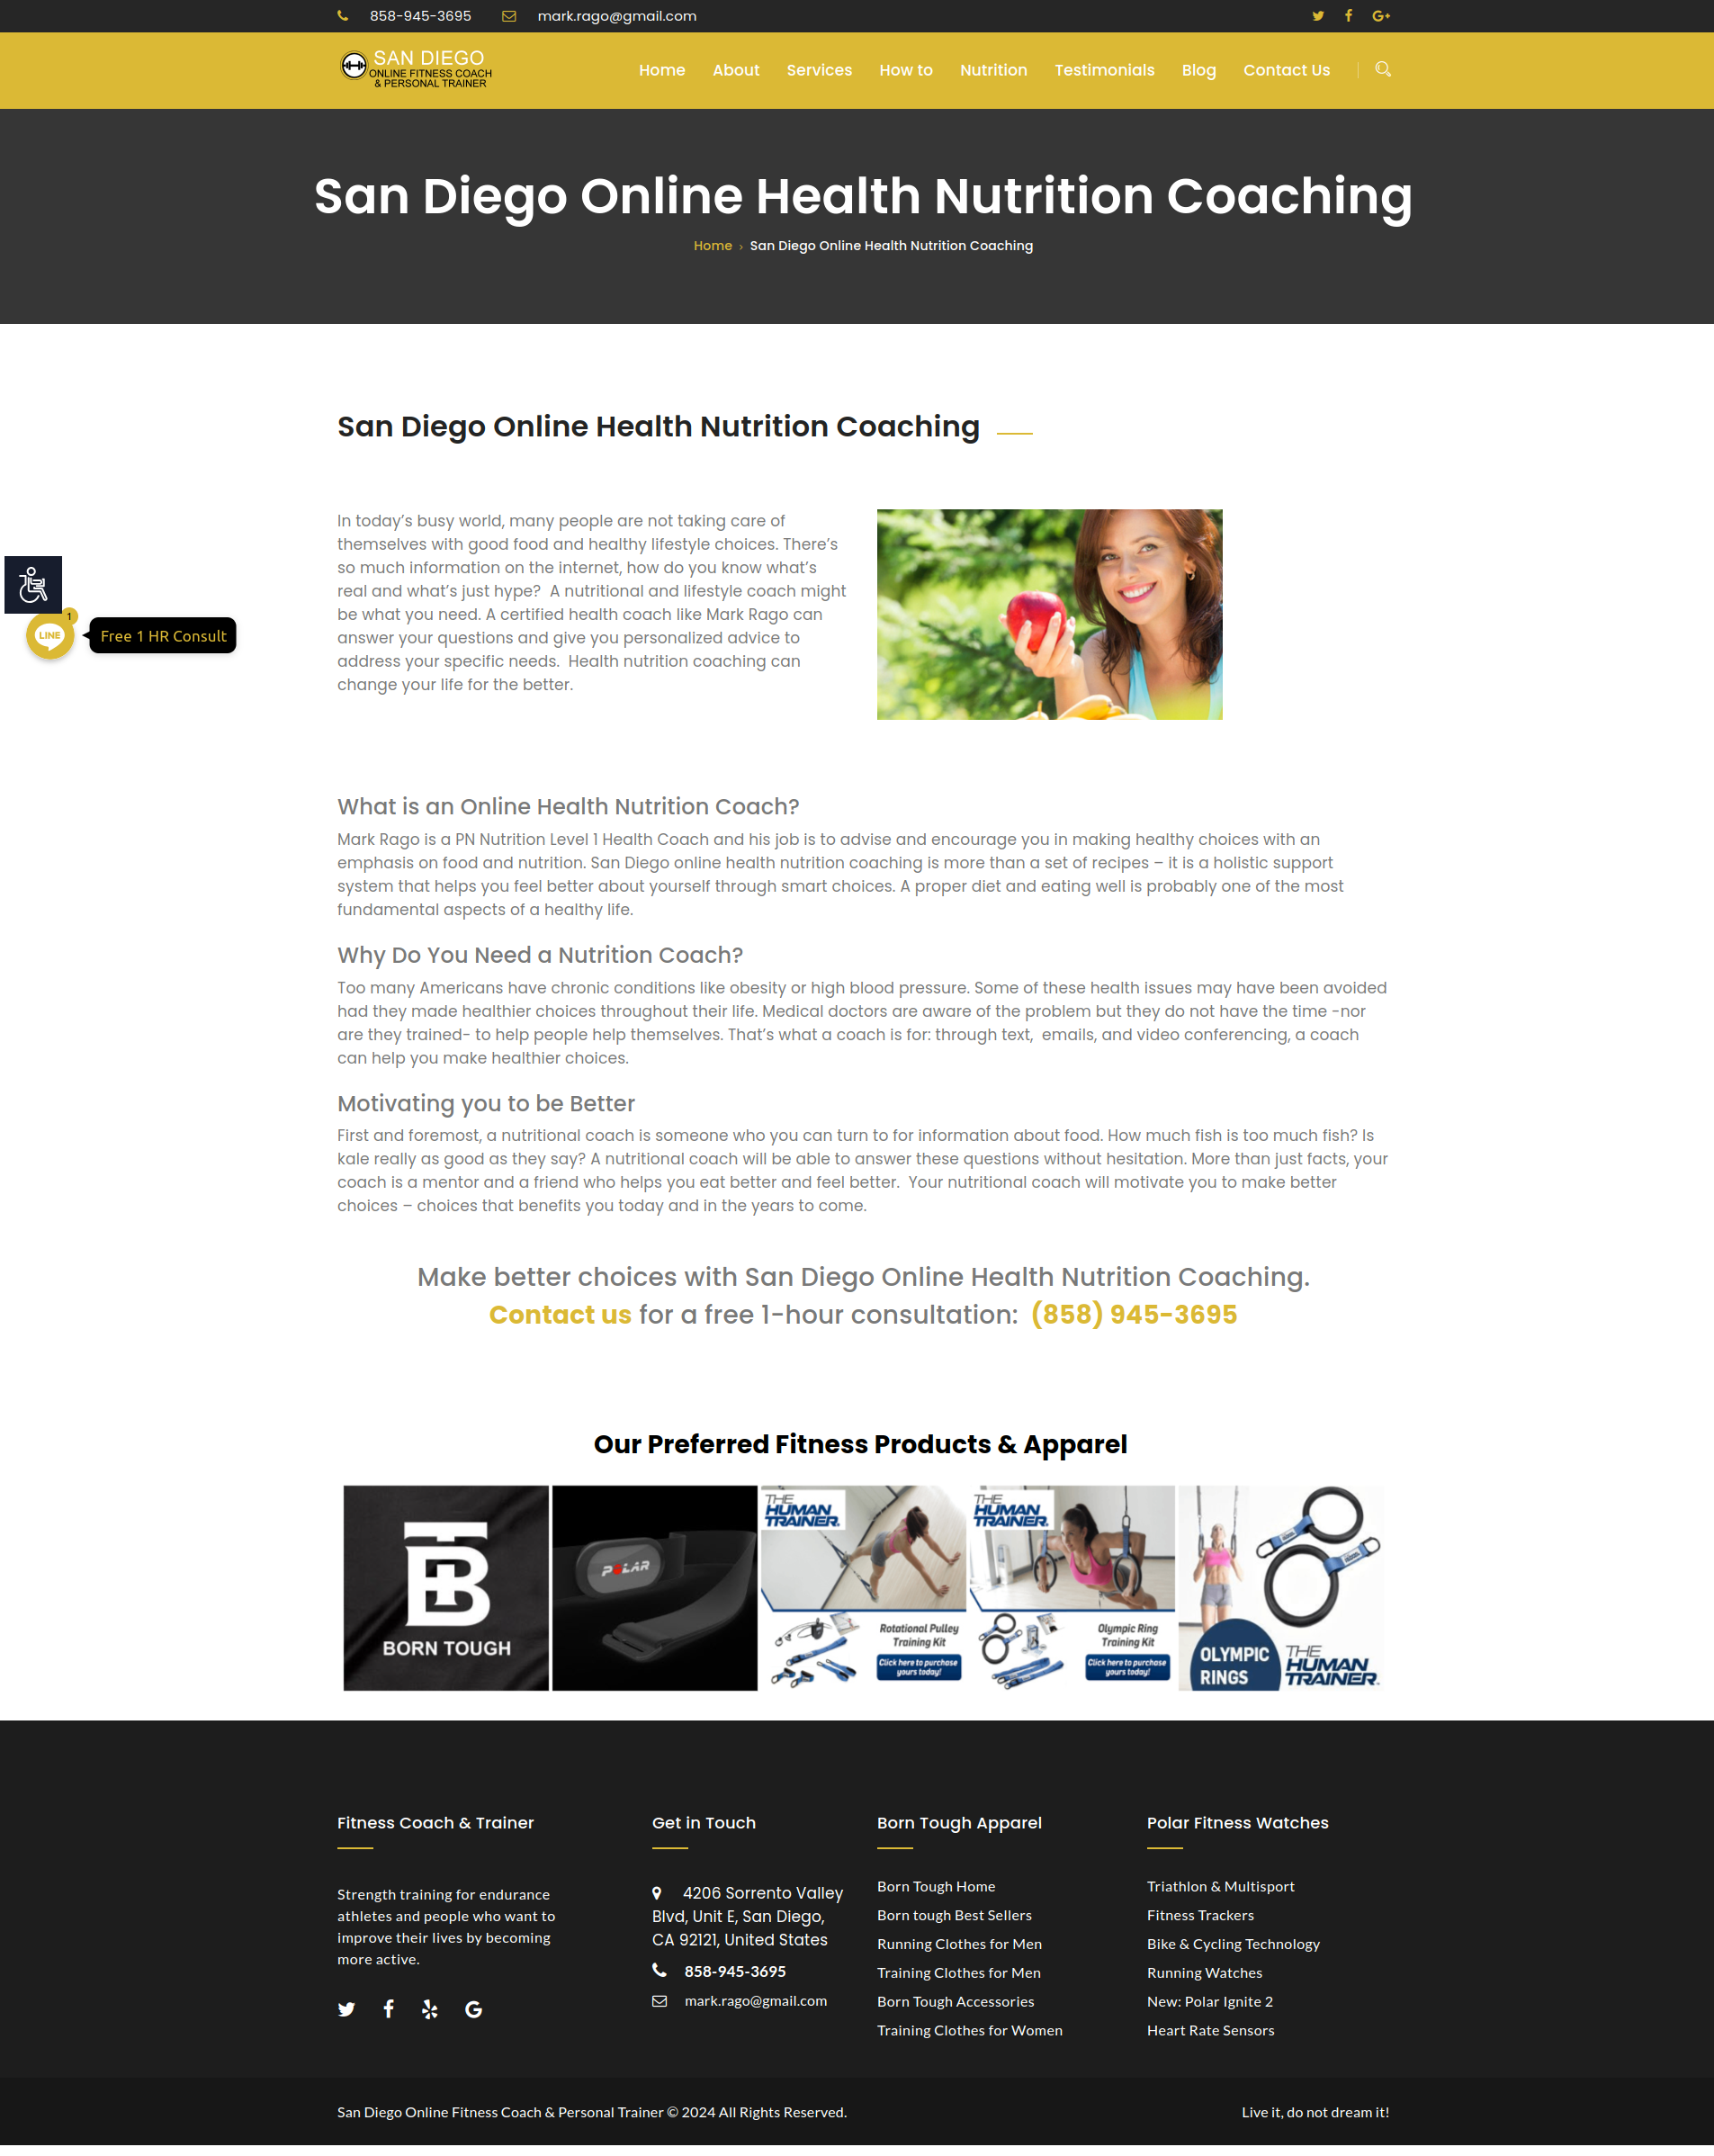 858-945-3695 mark.rago@gmail.com
SAN DIEGO
ONLINE FITNESS COACH
& PERSONAL TRAINER
Home About Services How to Nutrition Testimonials Blog Contact Us
San Diego Online Health Nutrition Coaching
Home › San Diego Online Health Nutrition Coaching
San Diego Online Health Nutrition Coaching
In today’s busy world, many people are not taking care of
themselves with good food and healthy lifestyle choices. There’s
so much information on the internet, how do you know what’s
real and what’s just hype?  A nutritional and lifestyle coach might
be what you need. A certified health coach like Mark Rago can
answer your questions and give you personalized advice to
address your specific needs.  Health nutrition coaching can
change your life for the better.
1
LINE
Free 1 HR Consult
What is an Online Health Nutrition Coach?
Mark Rago is a PN Nutrition Level 1 Health Coach and his job is to advise and encourage you in making healthy choices with an
emphasis on food and nutrition. San Diego online health nutrition coaching is more than a set of recipes – it is a holistic support
system that helps you feel better about yourself through smart choices. A proper diet and eating well is probably one of the most
fundamental aspects of a healthy life.
Why Do You Need a Nutrition Coach?
Too many Americans have chronic conditions like obesity or high blood pressure. Some of these health issues may have been avoided
had they made healthier choices throughout their life. Medical doctors are aware of the problem but they do not have the time -nor
are they trained- to help people help themselves. That’s what a coach is for: through text,  emails, and video conferencing, a coach
can help you make healthier choices.
Motivating you to be Better
First and foremost, a nutritional coach is someone who you can turn to for information about food. How much fish is too much fish? Is
kale really as good as they say? A nutritional coach will be able to answer these questions without hesitation. More than just facts, your
coach is a mentor and a friend who helps you eat better and feel better.  Your nutritional coach will motivate you to make better
choices – choices that benefits you today and in the years to come.
Make better choices with San Diego Online Health Nutrition Coaching.
Contact us for a free 1-hour consultation:  (858) 945-3695
Our Preferred Fitness Products & Apparel
BORN TOUGH
POLAR
THE
HUMAN
TRAINER
Rotational Pulley
Training Kit
Click here to purchase
yours today!
THE
HUMAN
TRAINER
Olympic Ring
Training Kit
Click here to purchase
yours today!
OLYMPIC
RINGS
THE
HUMAN
TRAINER
Fitness Coach & Trainer
Strength training for endurance
athletes and people who want to
improve their lives by becoming
more active.
Get in Touch
4206 Sorrento Valley
Blvd, Unit E, San Diego,
CA 92121, United States
858-945-3695
mark.rago@gmail.com
Born Tough Apparel
Born Tough Home
Born tough Best Sellers
Running Clothes for Men
Training Clothes for Men
Born Tough Accessories
Training Clothes for Women
Polar Fitness Watches
Triathlon & Multisport
Fitness Trackers
Bike & Cycling Technology
Running Watches
New: Polar Ignite 2
Heart Rate Sensors
San Diego Online Fitness Coach & Personal Trainer © 2024 All Rights Reserved.
Live it, do not dream it!